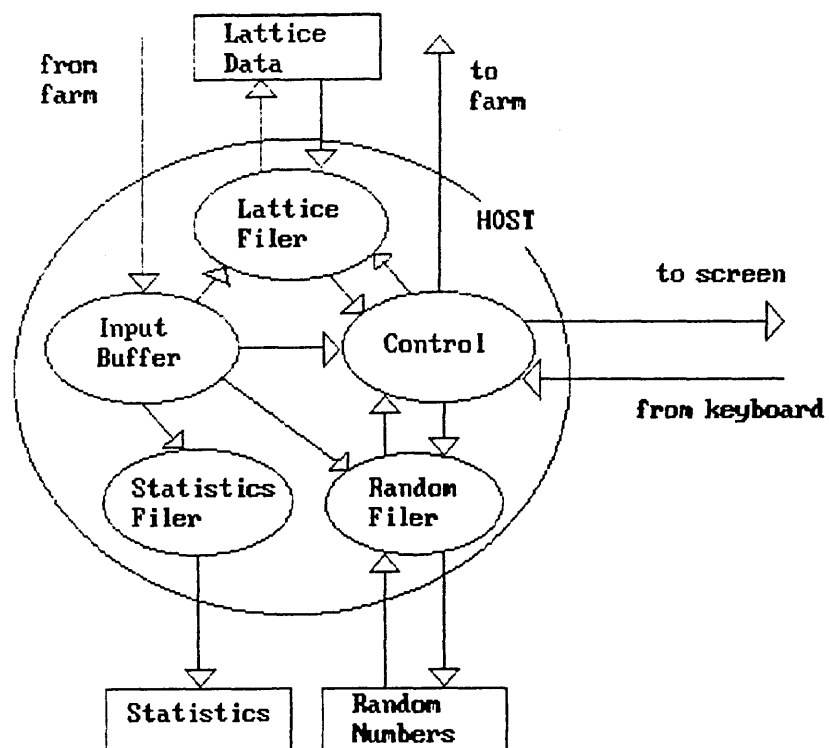 Lattice
Data
from
farm
to
farm
Lattice
Filer
HOST
to screen
Input
Buffer
Control
from keyboard
Statistics
Filer
Random
Filer
Statistics
Random
Numbers